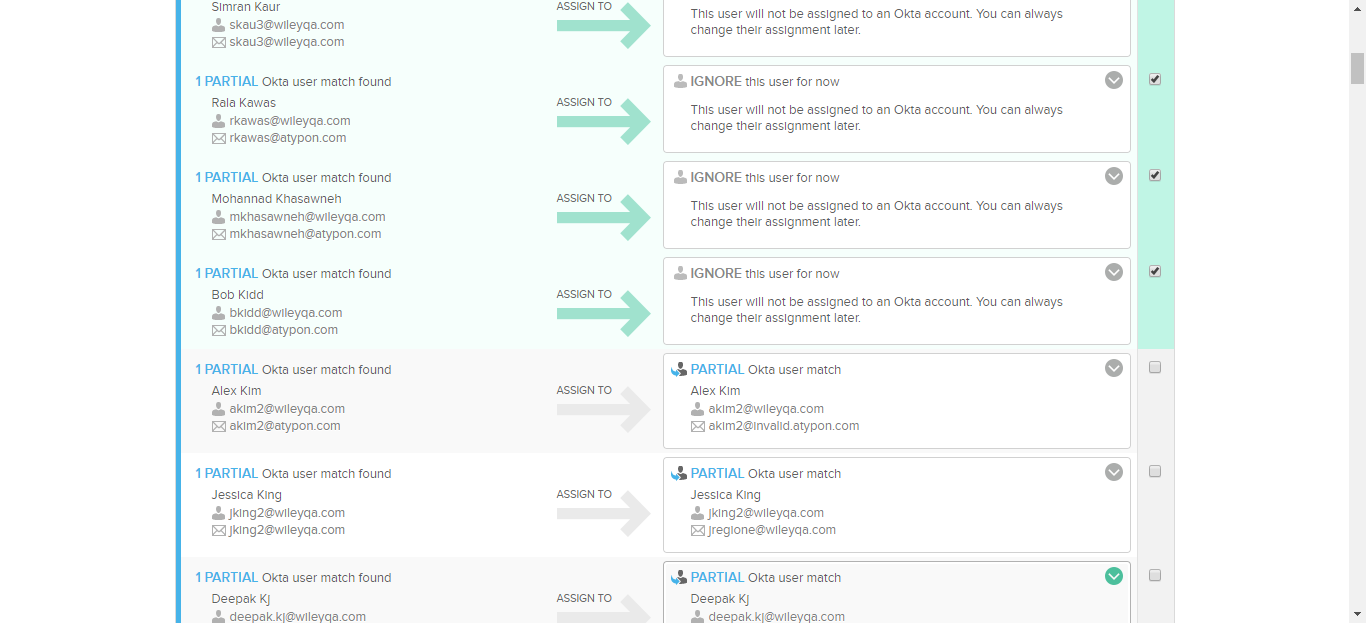 Simran Kaur
skau3@wileyqa.com
skau3@wileyqa.com
ASSIGN TO
This user will not be assigned to an Okta account. You can always
change their assignment later.
1 PARTIAL Okta user match found
Rala Kawas
rkawas@wileyqa.com
rkawas@atypon.com
ASSIGN TO
IGNORE this user for now
This user will not be assigned to an Okta account. You can always
change their assignment later.
1 PARTIAL Okta user match found
Mohannad Khasawneh
mkhasawneh@wileyqa.com
mkhasawneh@atypon.com
ASSIGN TO
IGNORE this user for now
This user will not be assigned to an Okta account. You can always
change their assignment later.
1 PARTIAL Okta user match found
Bob Kidd
bkidd@wileyqa.com
bkidd@atypon.com
ASSIGN TO
IGNORE this user for now
This user will not be assigned to an Okta account. You can always
change their assignment later.
1 PARTIAL Okta user match found
Alex Kim
akim2@wileyqa.com
akim2@atypon.com
ASSIGN TO
PARTIAL Okta user match
Alex Kim
akim2@wileyqa.com
akim2@invalid.atypon.com
1 PARTIAL Okta user match found
Jessica King
jking2@wileyqa.com
jking2@wileyqa.com
ASSIGN TO
PARTIAL Okta user match
Jessica King
jking2@wileyqa.com
jregione@wileyqa.com
1 PARTIAL Okta user match found
Deepak Kj
deepak.kj@wileyqa.com
ASSIGN TO
PARTIAL Okta user match
Deepak Kj
deepak.kj@wileyqa.com